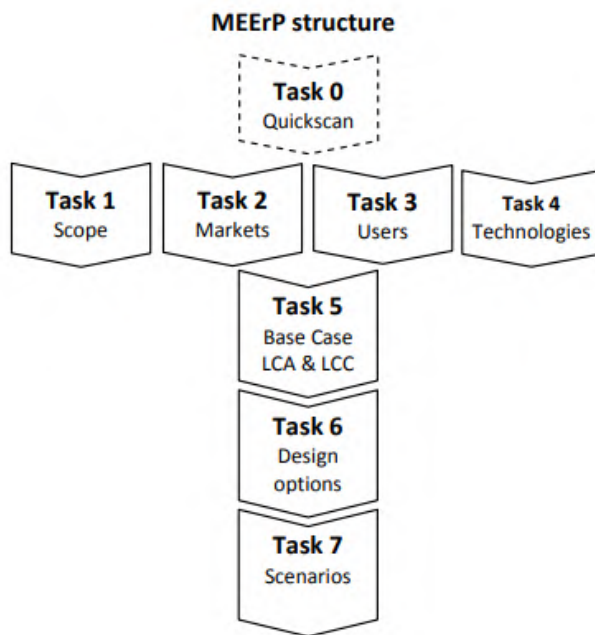 MEErP structure
Task 0
Quickscan
Task 1
Scope
Task 2
Markets
Task 3
Users
Task 4
Technologies
Task 5
Base Case
LCA & LCC
Task 6
Design
options
Task 7
Scenarios